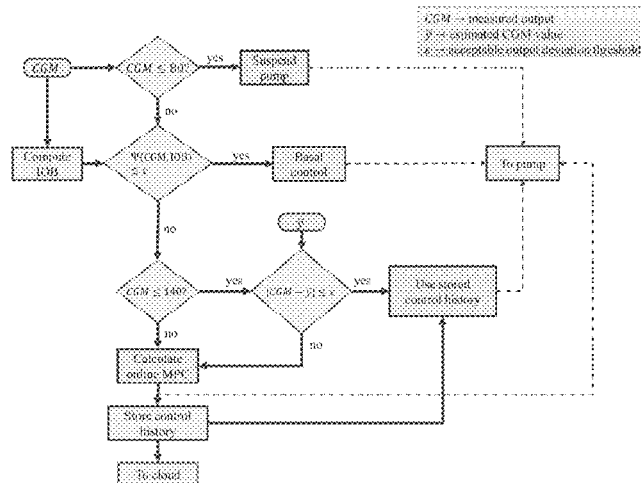 CGM → measured output
ŷ → estimated CGM value
ε → acceptable output deviation threshold
CGM
CGM ≤ 80?
yes
Suspend
pump
no
Compute
IOB
Ψ(CGM, IOB)
yes
Basal
control
To pump
no
CGM ≤ 140?
yes
yes
Use stored
control history
no
no
Calculate
online MPC
Store control
history
To cloud